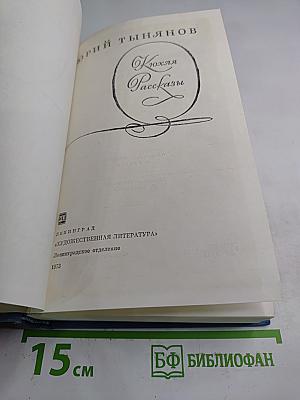 ЮРИЙ ТЫНЯНОВ
Кюхля
Рассказы
ЛЕНИНГРАД
«ХУДОЖЕСТВЕННАЯ ЛИТЕРАТУРА»
Ленинградское отделение
1973
15 см
БФ БИБЛИОФАН